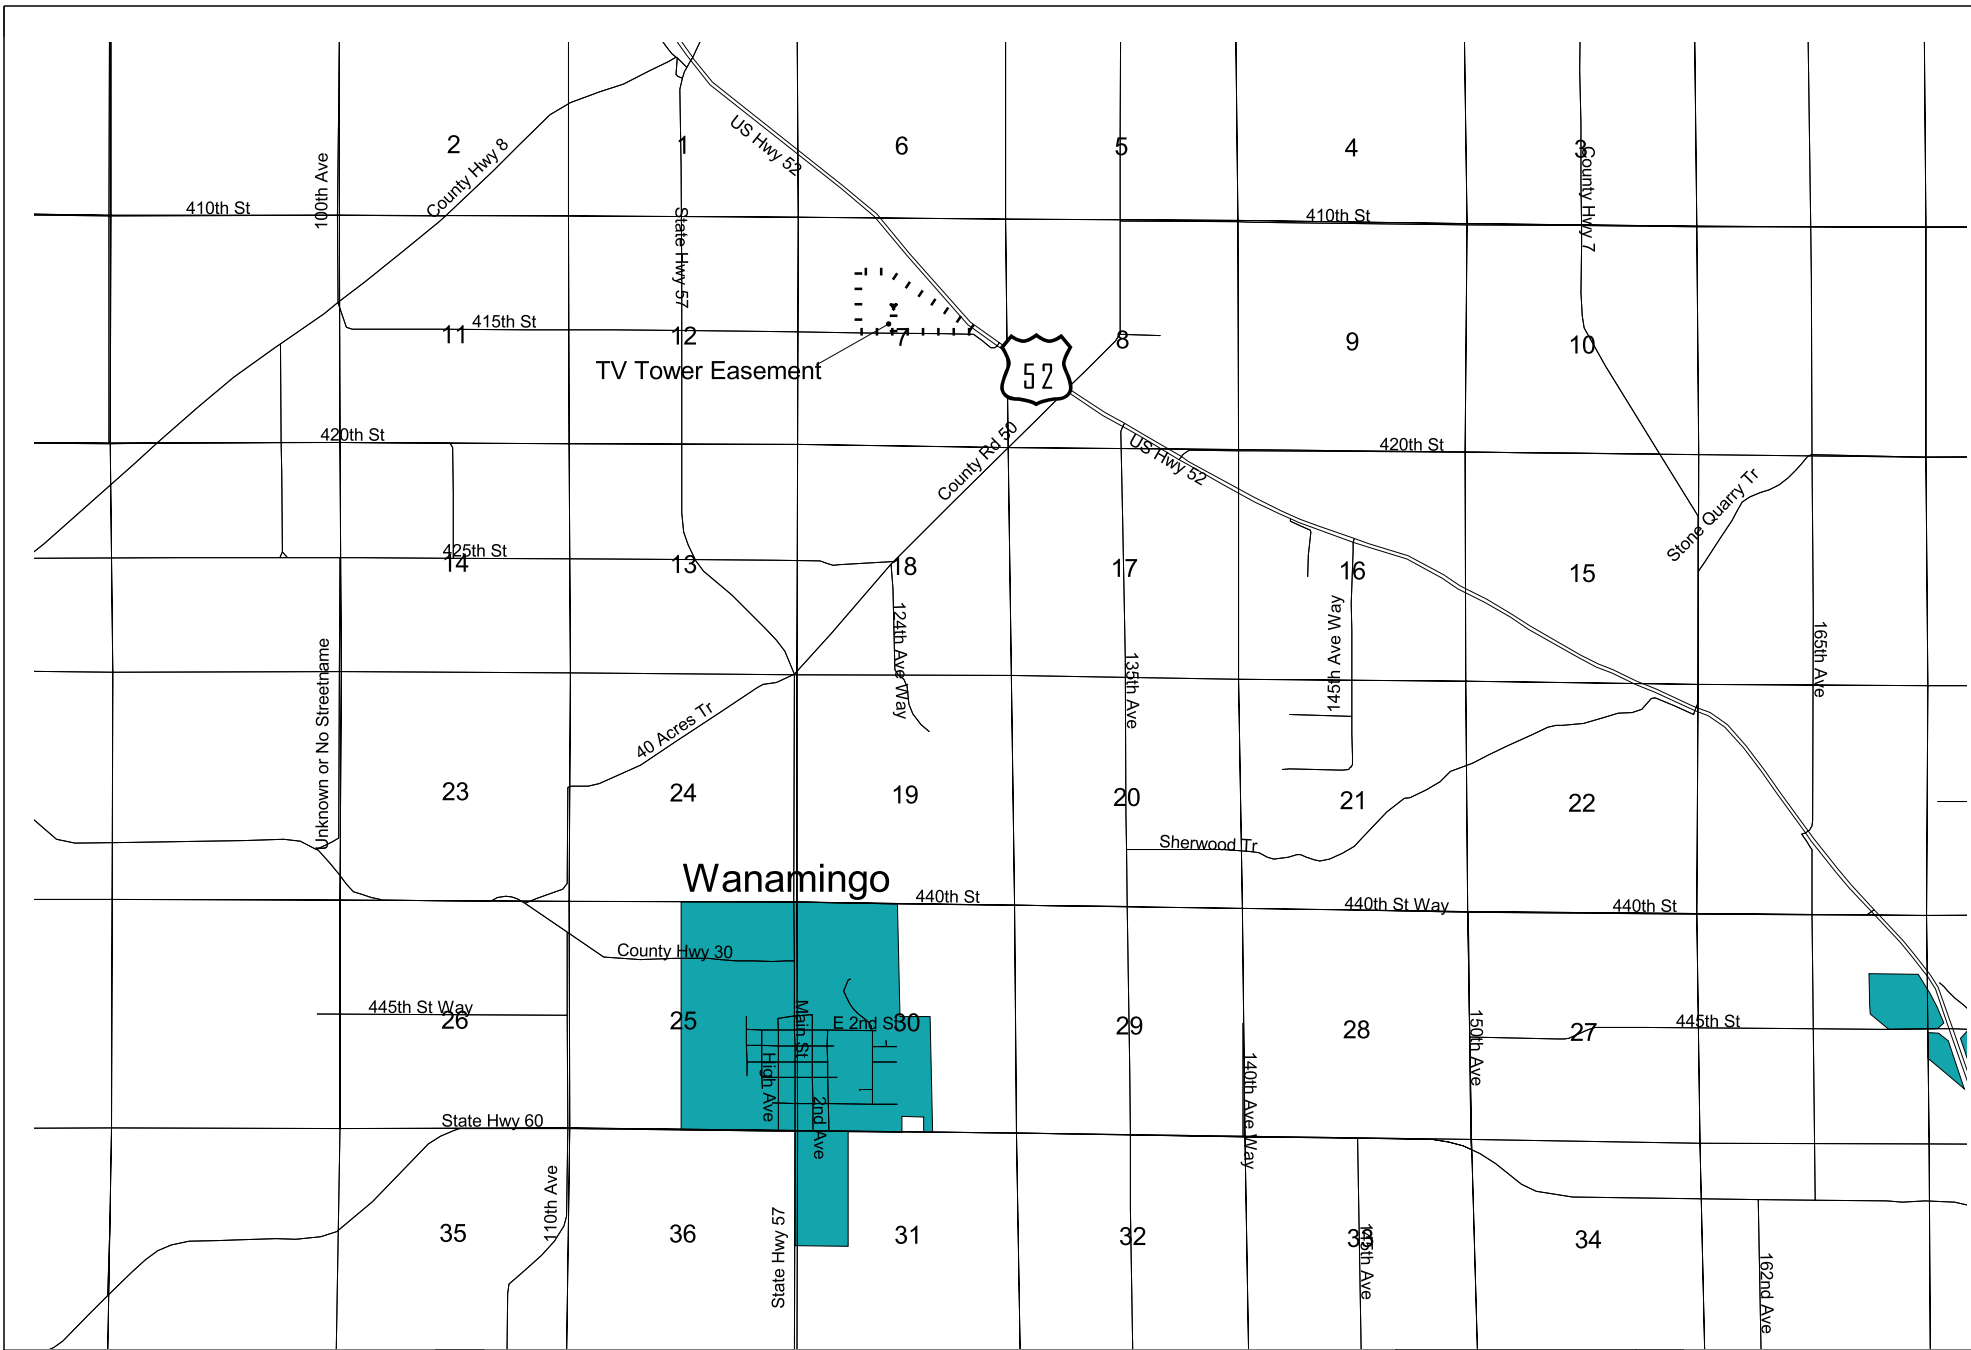 2
1
6
5
4
3
County Hwy 8
US Hwy 52
100th Ave
410th St
State Hwy 57
410th St
County Hwy 7
415th St
11
12
7
8
9
10
TV Tower Easement
52
420th St
County Rd 50
US Hwy 52
420th St
Stone Quarry Tr
425th St
14
13
18
17
16
15
124th Ave Way
135th Ave
145th Ave Way
165th Ave
Unknown or No Streetname
40 Acres Tr
23
24
19
20
21
22
Sherwood Tr
Wanamingo
440th St
440th St Way
440th St
County Hwy 30
445th St Way
26
25
Main St
E 2nd St
30
29
28
150th Ave
27
445th St
High Ave
2nd Ave
140th Ave Way
State Hwy 60
110th Ave
35
36
State Hwy 57
31
32
33
145th Ave
34
162nd Ave